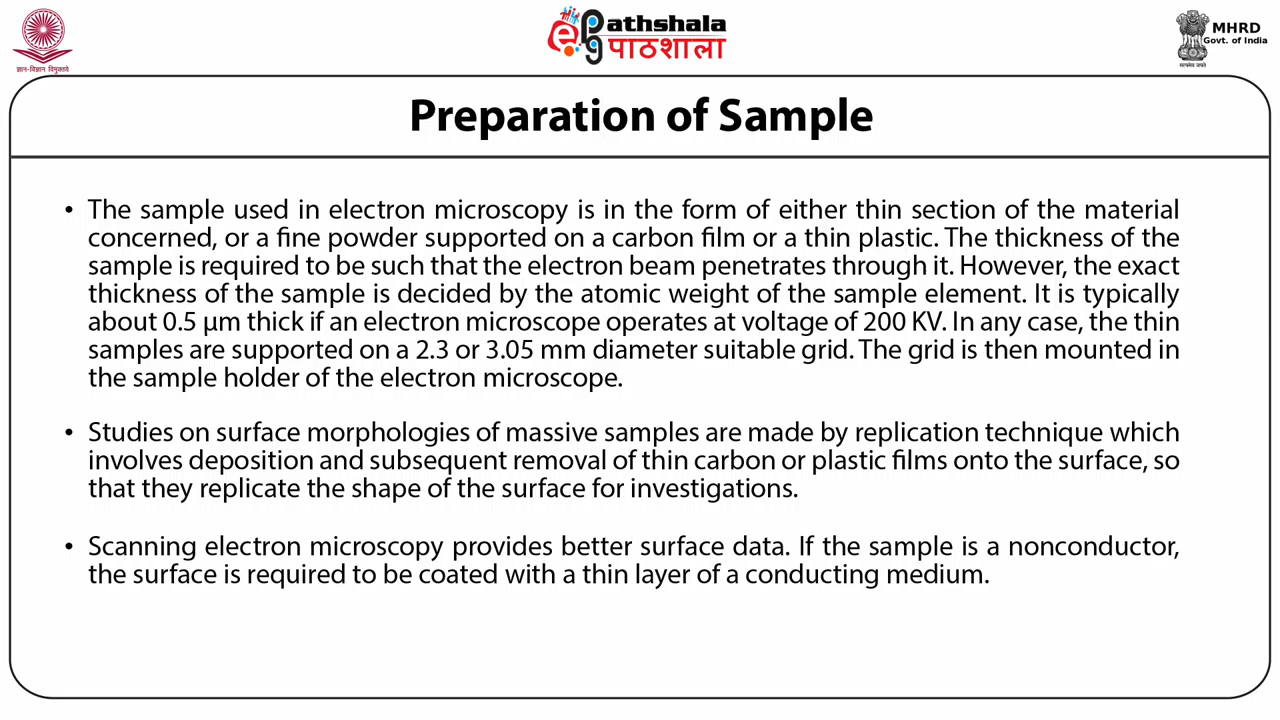 ज्ञान-विज्ञान विमुक्तये
ePG athshala
पाठशाला
MHRD
Govt. of India
सत्यमेव जयते
Preparation of Sample
• The sample used in electron microscopy is in the form of either thin section of the material
concerned, or a fine powder supported on a carbon film or a thin plastic. The thickness of the
sample is required to be such that the electron beam penetrates through it. However, the exact
thickness of the sample is decided by the atomic weight of the sample element. It is typically
about 0.5 µm thick if an electron microscope operates at voltage of 200 KV. In any case, the thin
samples are supported on a 2.3 or 3.05 mm diameter suitable grid. The grid is then mounted in
the sample holder of the electron microscope.
• Studies on surface morphologies of massive samples are made by replication technique which
involves deposition and subsequent removal of thin carbon or plastic films onto the surface, so
that they replicate the shape of the surface for investigations.
• Scanning electron microscopy provides better surface data. If the sample is a nonconductor,
the surface is required to be coated with a thin layer of a conducting medium.